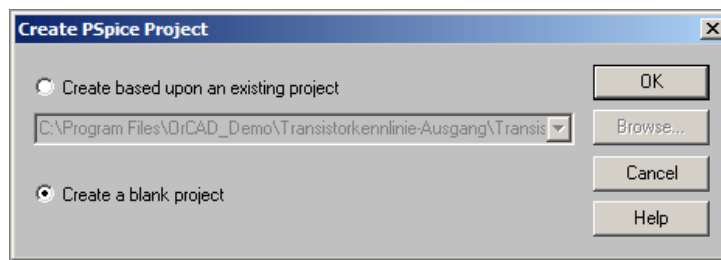 Create PSpice Project
Create based upon an existing project
OK
C:\Program Files\OrCAD_Demo\Transistorkennlinie-Ausgang\Transis
Browse...
Cancel
Create a blank project
Help